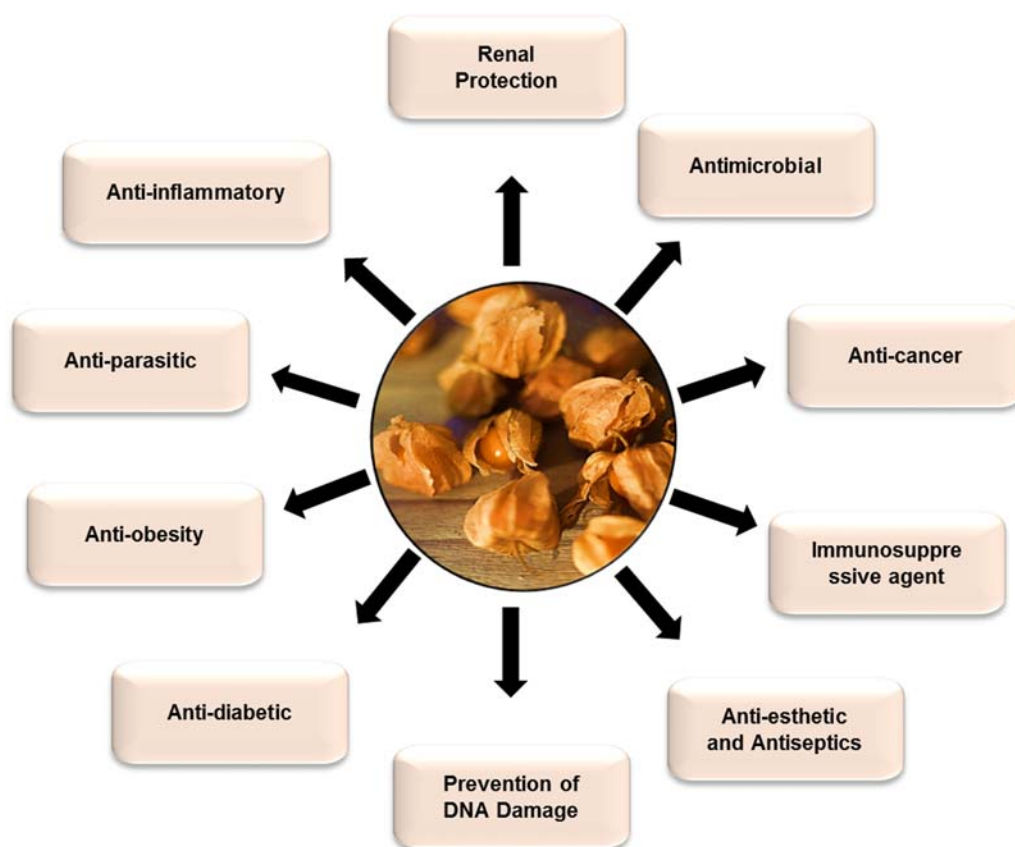 Renal
Protection
Antimicrobial
Anti-inflammatory
Anti-parasitic
Anti-cancer
Anti-obesity
Immunosuppre
ssive agent
Anti-diabetic
Anti-esthetic
and Antiseptics
Prevention of
DNA Damage